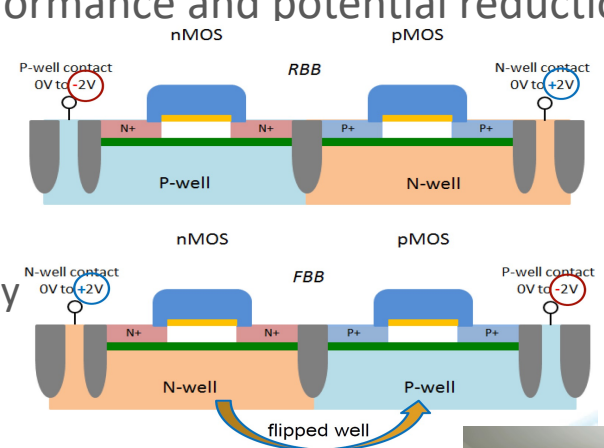 formance and potential reductio
nMOS pMOS
P-well contact RBB N-well contact
0V to -2V 0V to +2V
N+ N+ P+ P+
P-well N-well
nMOS pMOS
N-well contact FBB P-well contact
y 0V to +2V 0V to -2V
N+ N+ P+ P+
N-well P-well
flipped well